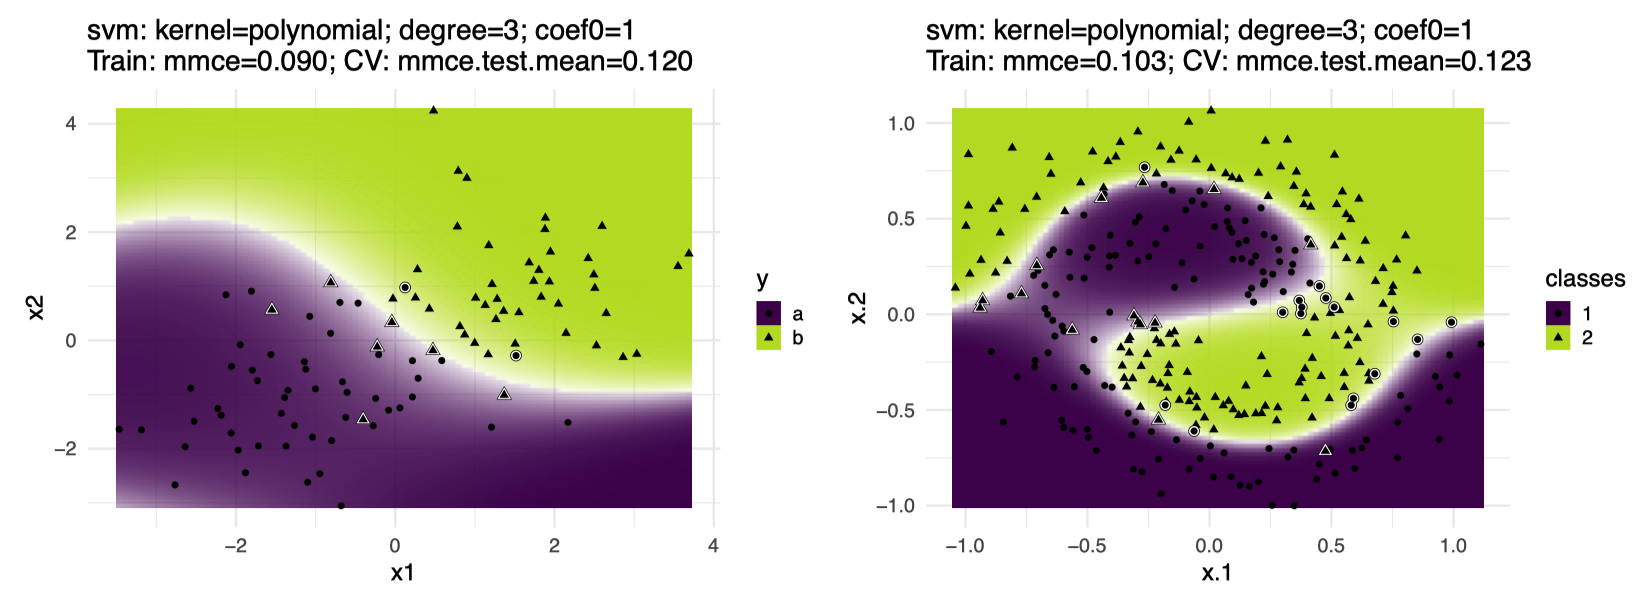 svm: kernel=polynomial; degree=3; coef0=1
Train: mmce=0.090; CV: mmce.test.mean=0.120
4
2
0
−2
−2
0
2
4
x1
x2
y
a
b
svm: kernel=polynomial; degree=3; coef0=1
Train: mmce=0.103; CV: mmce.test.mean=0.123
1.0
0.5
0.0
−0.5
−1.0
−1.0
−0.5
0.0
0.5
1.0
x.1
x.2
classes
1
2